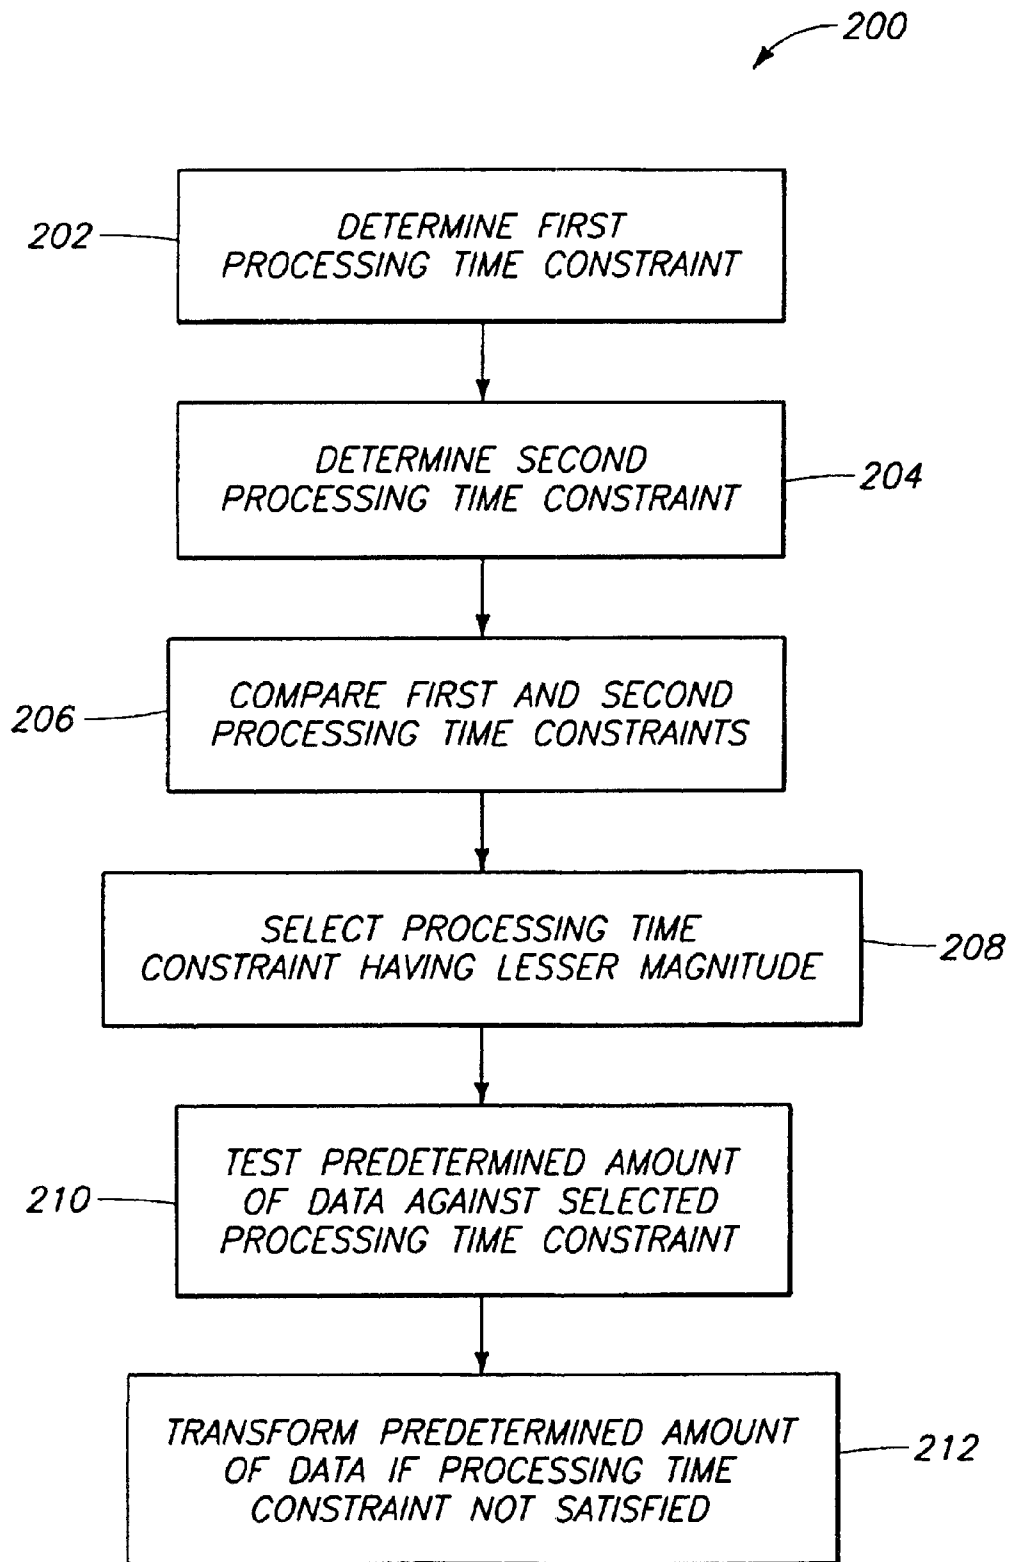 200
202
DETERMINE FIRST
PROCESSING TIME CONSTRAINT
DETERMINE SECOND
PROCESSING TIME CONSTRAINT
204
206
COMPARE FIRST AND SECOND
PROCESSING TIME CONSTRAINTS
SELECT PROCESSING TIME
CONSTRAINT HAVING LESSER MAGNITUDE
208
210
TEST PREDETERMINED AMOUNT
OF DATA AGAINST SELECTED
PROCESSING TIME CONSTRAINT
TRANSFORM PREDETERMINED AMOUNT
OF DATA IF PROCESSING TIME
CONSTRAINT NOT SATISFIED
212